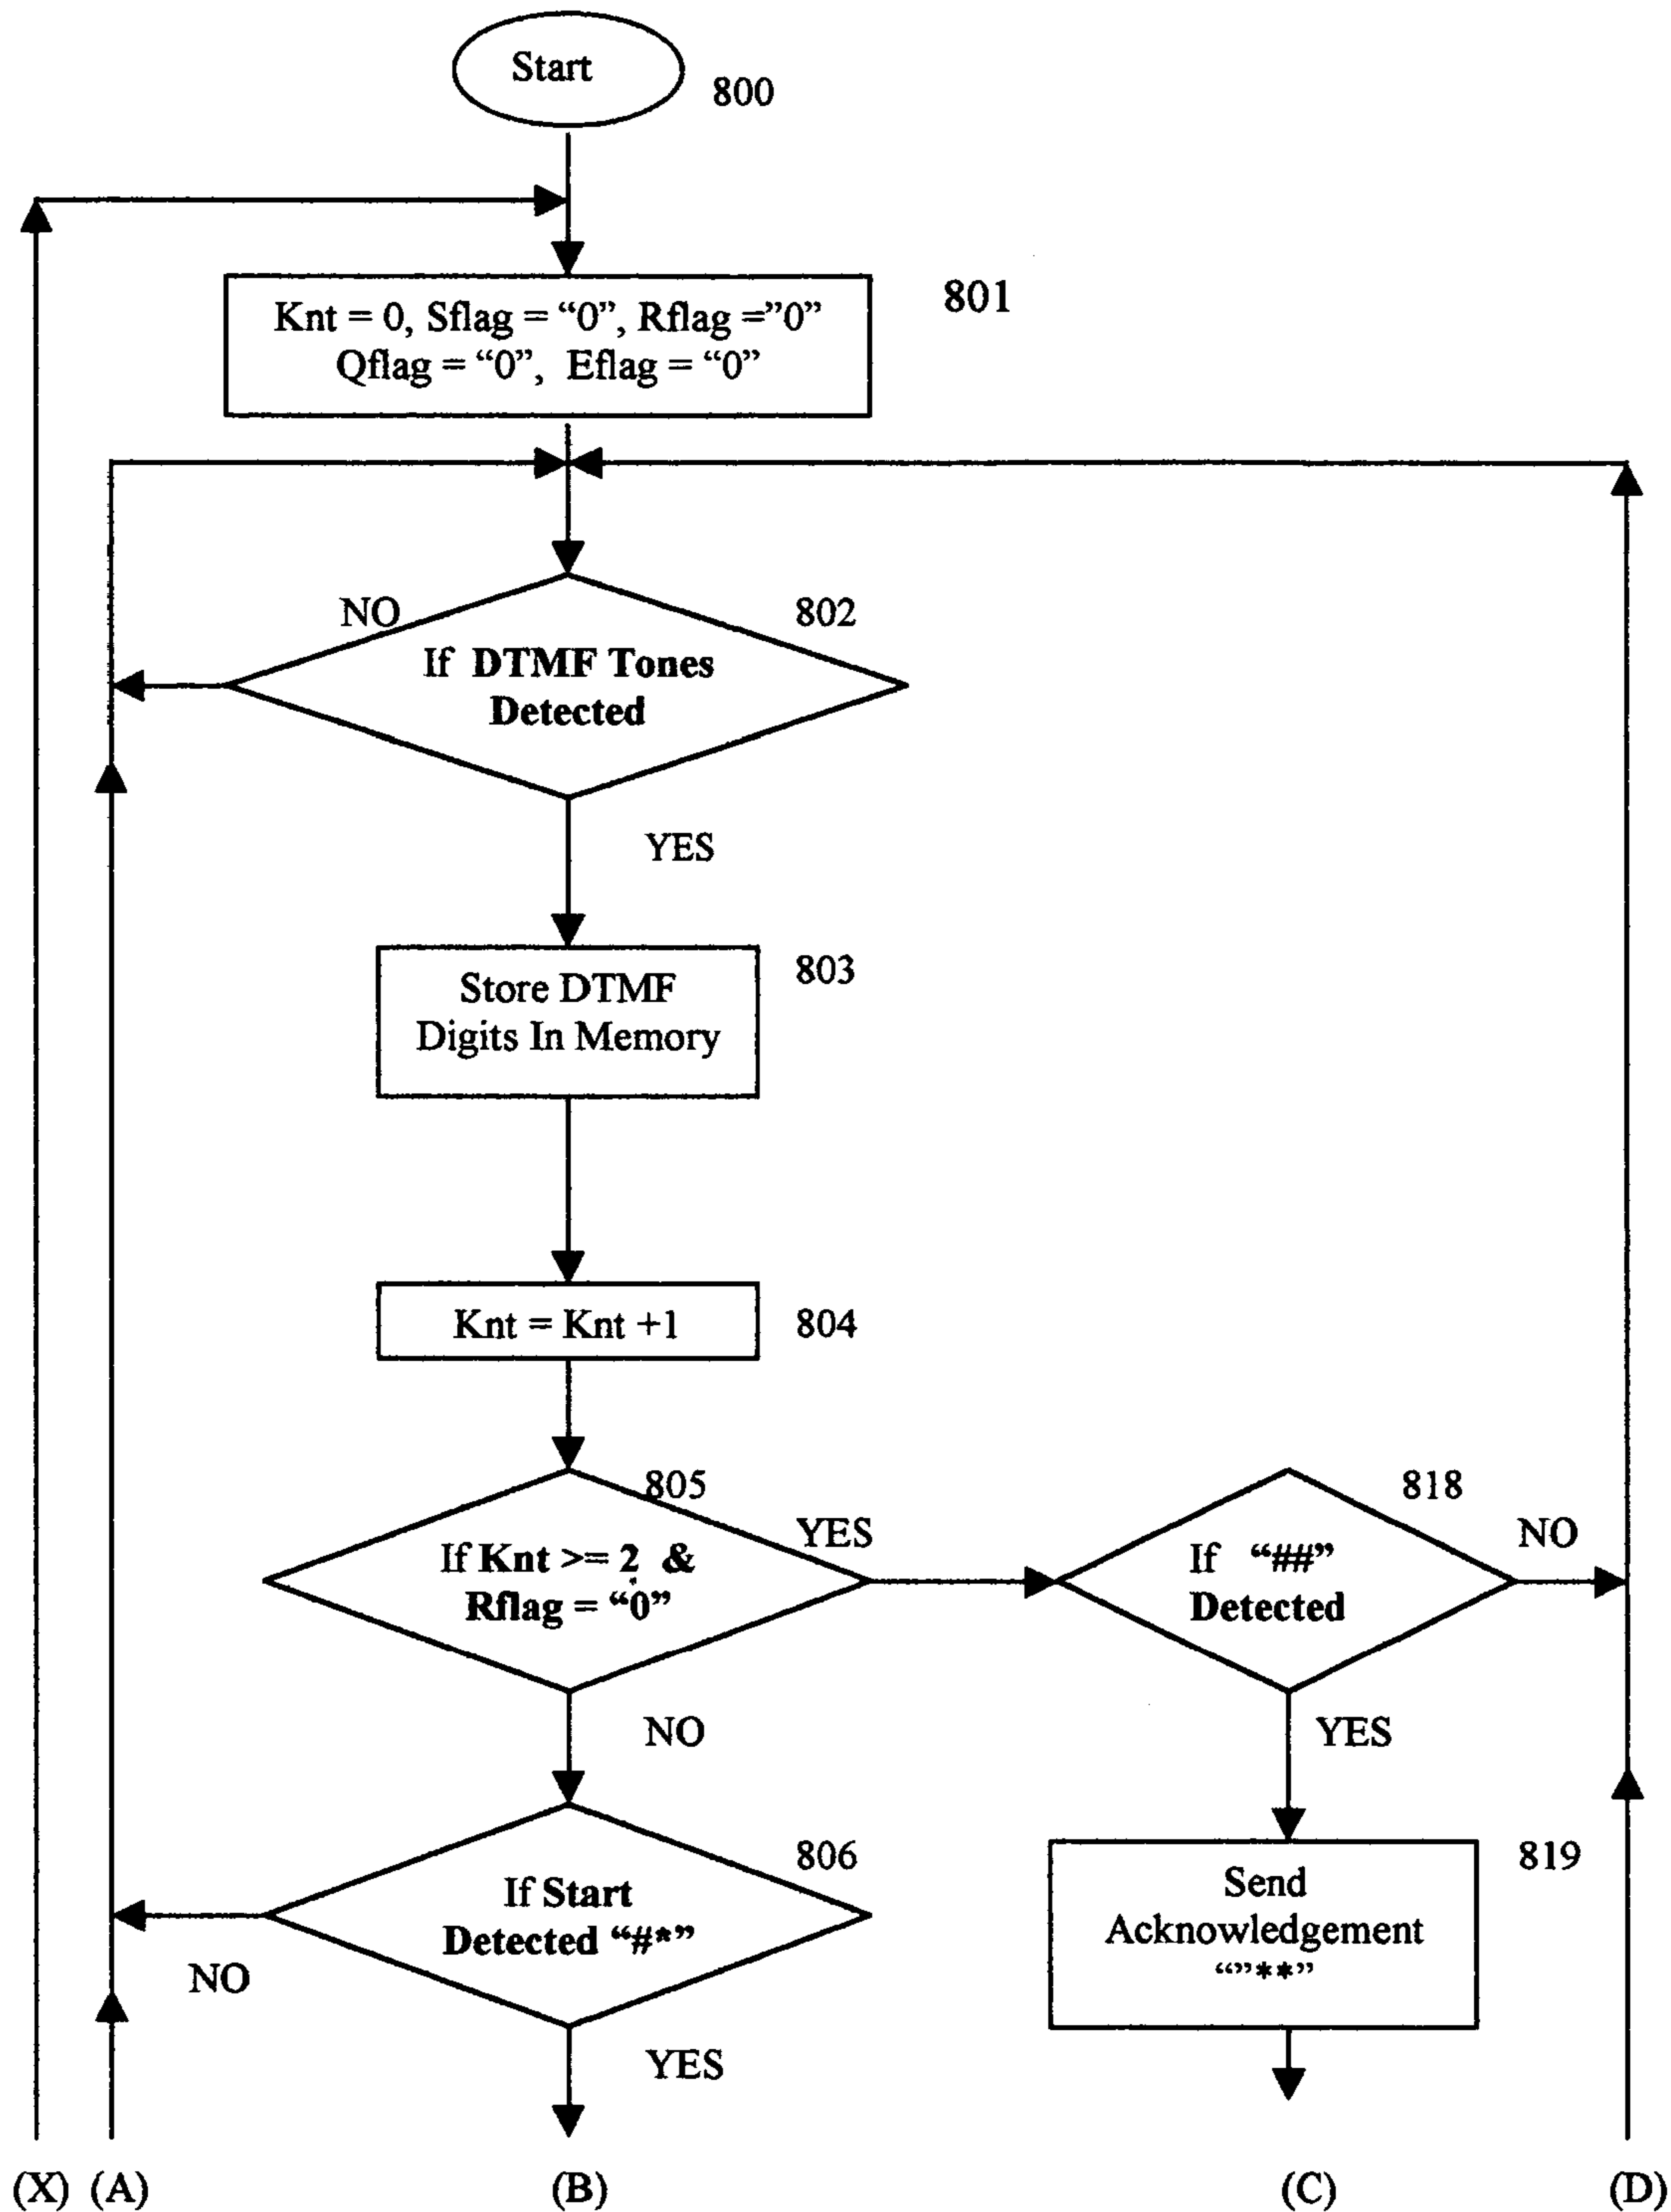 Start
800
Knt = 0, Sflag = “0”, Rflag =”0”
Qflag = “0”, Eflag = “0”
801
NO
802
If DTMF Tones
Detected
YES
Store DTMF
Digits In Memory
803
Knt = Knt +1
804
805
YES
If Knt >= 2 &
Rflag = “0”
NO
818
NO
If “##”
Detected
YES
806
If Start
Detected “#*”
NO
YES
819
Send
Acknowledgement
“”**”
(X) (A) (B) (C) (D)